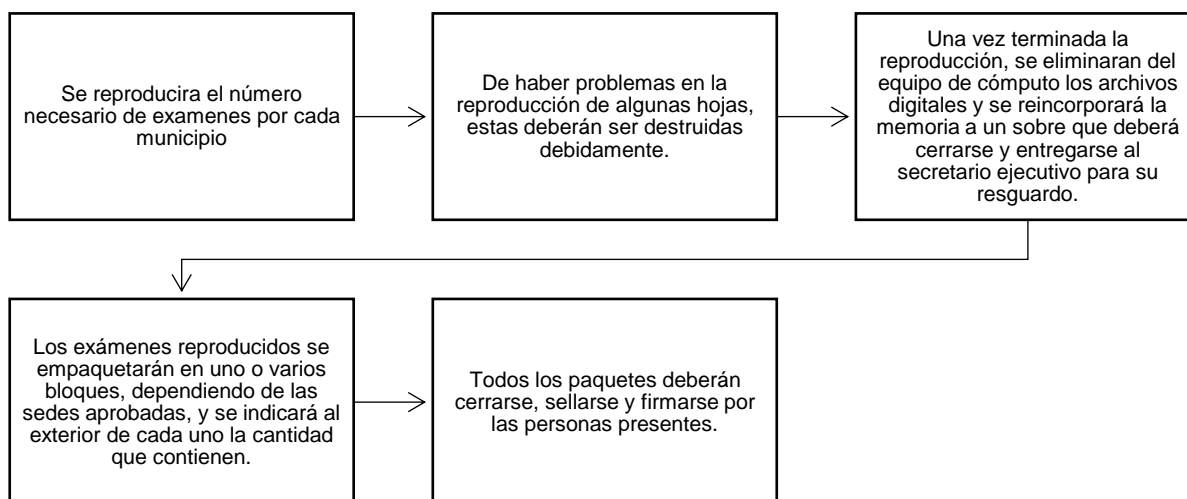 Se reproducira el número
necesario de examenes por cada
municipio
De haber problemas en la
reproducción de algunas hojas,
estas deberán ser destruidas
debidamente.
Una vez terminada la
reproducción, se eliminaran del
equipo de cómputo los archivos
digitales y se reincorporará la
memoria a un sobre que deberá
cerrarse y entregarse al
secretario ejecutivo para su
resguardo.
Los exámenes reproducidos se
empaquetarán en uno o varios
bloques, dependiendo de las
sedes aprobadas, y se indicará al
exterior de cada uno la cantidad
que contienen.
Todos los paquetes deberán
cerrarse, sellarse y firmarse por
las personas presentes.